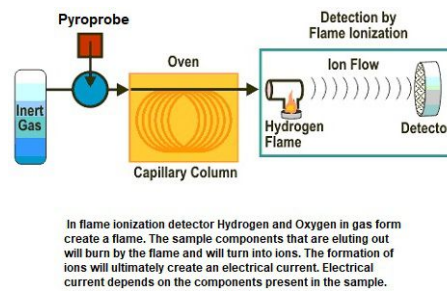 Pyroprobe
Detection by
Flame Ionization
Oven
Ion Flow
Inert
Gas
Hydrogen
Flame
Detecto
Capillary Column
In flame ionization detector Hydrogen and Oxygen in gas form
create a flame. The sample components that are eluting out
will burn by the flame and will turn into ions. The formation of
ions will ultimately create an electrical current. Electrical
current depends on the components present in the sample.